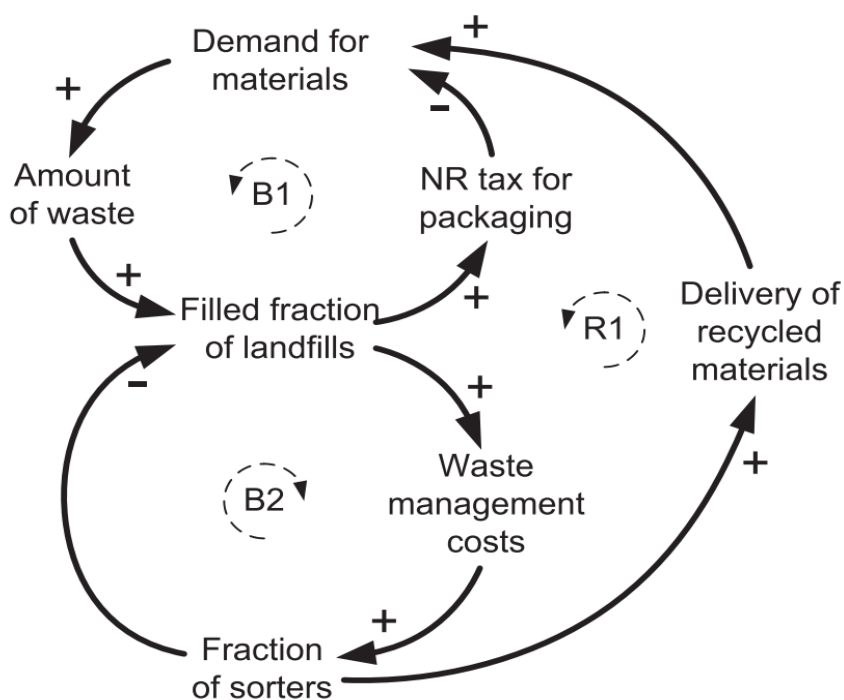 +
Demand for
materials
+
-
Amount
of waste
B1
NR tax for
packaging
+
+
Filled fraction
of landfills
R1
Delivery of
recycled
materials
-
+
Waste
management
costs
+
B2
+
Fraction
of sorters